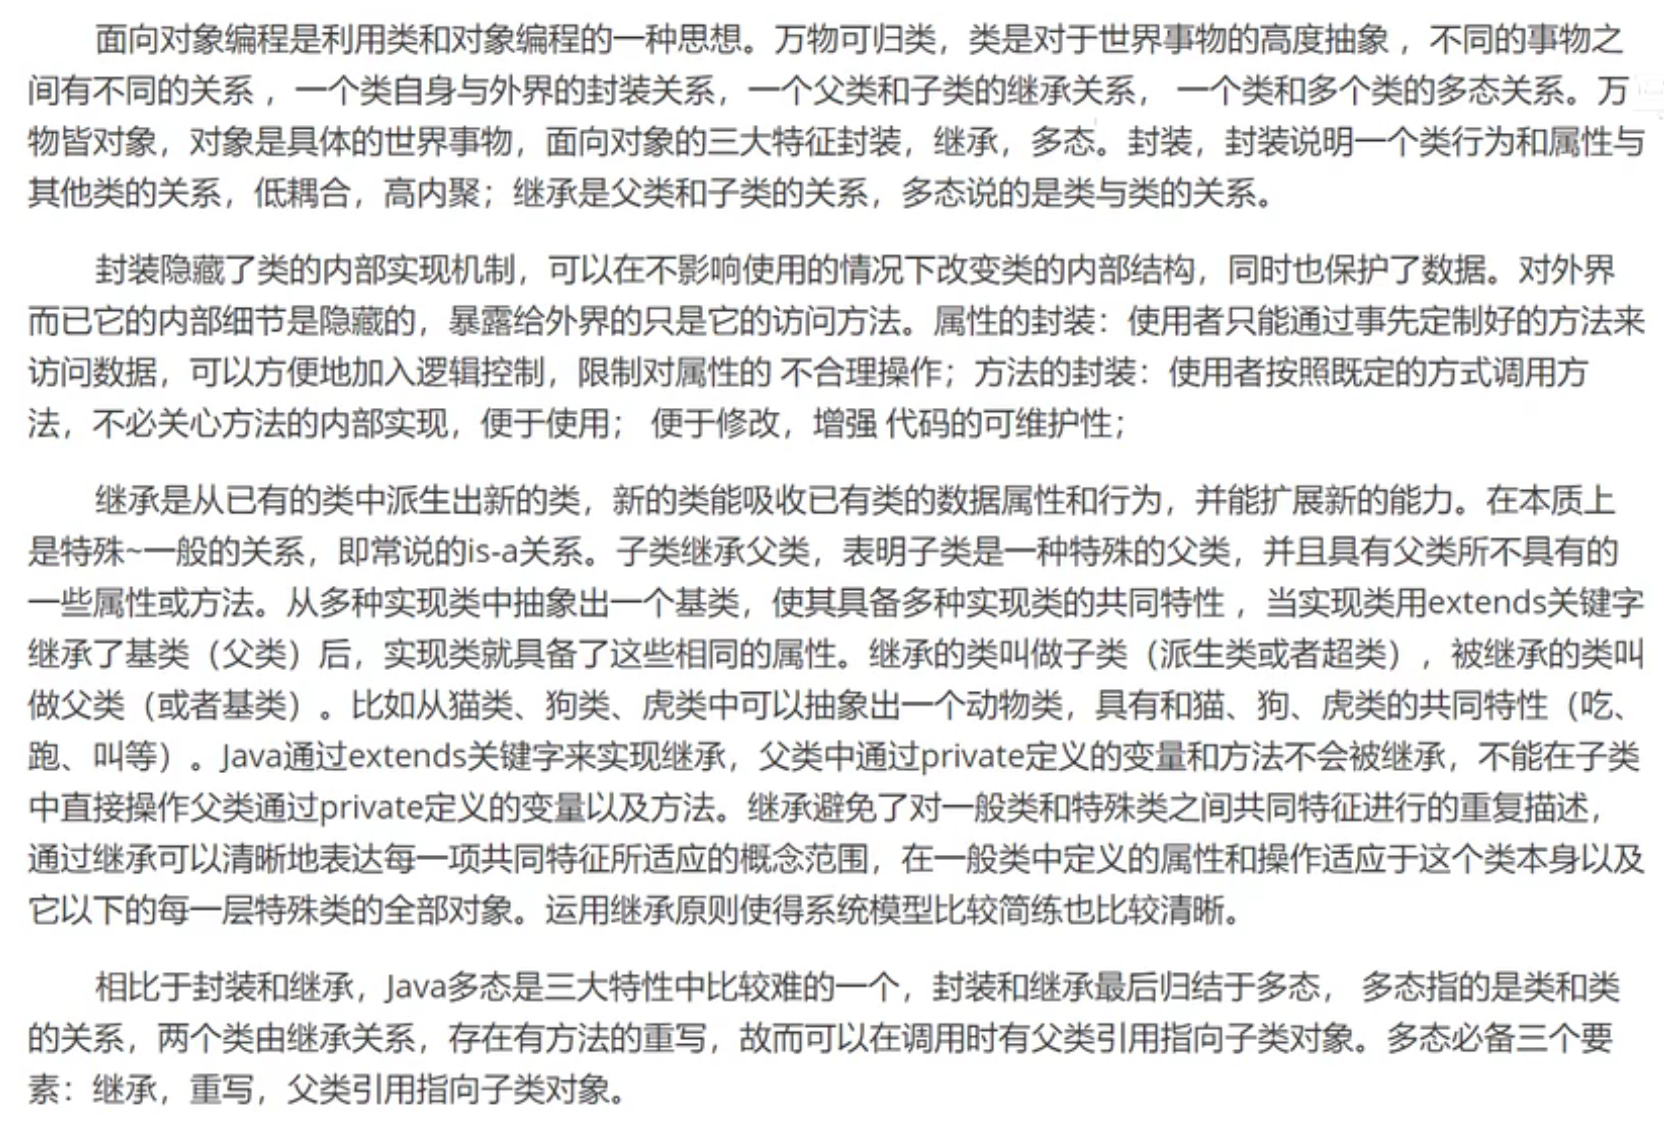 面向对象编程是利用类和对象编程的一种思想。万物可归类，类是对于世界事物的高度抽象 ，不同的事物之
间有不同的关系 ，一个类自身与外界的封装关系，一个父类和子类的继承关系， 一个类和多个类的多态关系。万
物皆对象，对象是具体的世界事物，面向对象的三大特征封装，继承，多态。封装，封装说明一个类行为和属性与
其他类的关系，低耦合，高内聚；继承是父类和子类的关系，多态说的是类与类的关系。
封装隐藏了类的内部实现机制，可以在不影响使用的情况下改变类的内部结构，同时也保护了数据。对外界
而已它的内部细节是隐藏的，暴露给外界的只是它的访问方法。属性的封装：使用者只能通过事先定制好的方法来
访问数据，可以方便地加入逻辑控制，限制对属性的 不合理操作；方法的封装：使用者按照既定的方式调用方
法，不必关心方法的内部实现，便于使用； 便于修改，增强 代码的可维护性；
继承是从已有的类中派生出新的类，新的类能吸收已有类的数据属性和行为，并能扩展新的能力。在本质上
是特殊~一般的关系，即常说的is-a关系。子类继承父类，表明子类是一种特殊的父类，并且具有父类所不具有的
一些属性或方法。从多种实现类中抽象出一个基类，使其具备多种实现类的共同特性 ，当实现类用extends关键字
继承了基类（父类）后，实现类就具备了这些相同的属性。继承的类叫做子类（派生类或者超类），被继承的类叫
做父类（或者基类）。比如从猫类、狗类、虎类中可以抽象出一个动物类，具有和猫、狗、虎类的共同特性（吃、
跑、叫等）。Java通过extends关键字来实现继承，父类中通过private定义的变量和方法不会被继承，不能在子类
中直接操作父类通过private定义的变量以及方法。继承避免了对一般类和特殊类之间共同特征进行的重复描述，
通过继承可以清晰地表达每一项共同特征所适应的概念范围，在一般类中定义的属性和操作适应于这个类本身以及
它以下的每一层特殊类的全部对象。运用继承原则使得系统模型比较简练也比较清晰。
相比于封装和继承，Java多态是三大特性中比较难的一个，封装和继承最后归结于多态， 多态指的是类和类
的关系，两个类由继承关系，存在有方法的重写，故而可以在调用时有父类引用指向子类对象。多态必备三个要
素：继承，重写，父类引用指向子类对象。